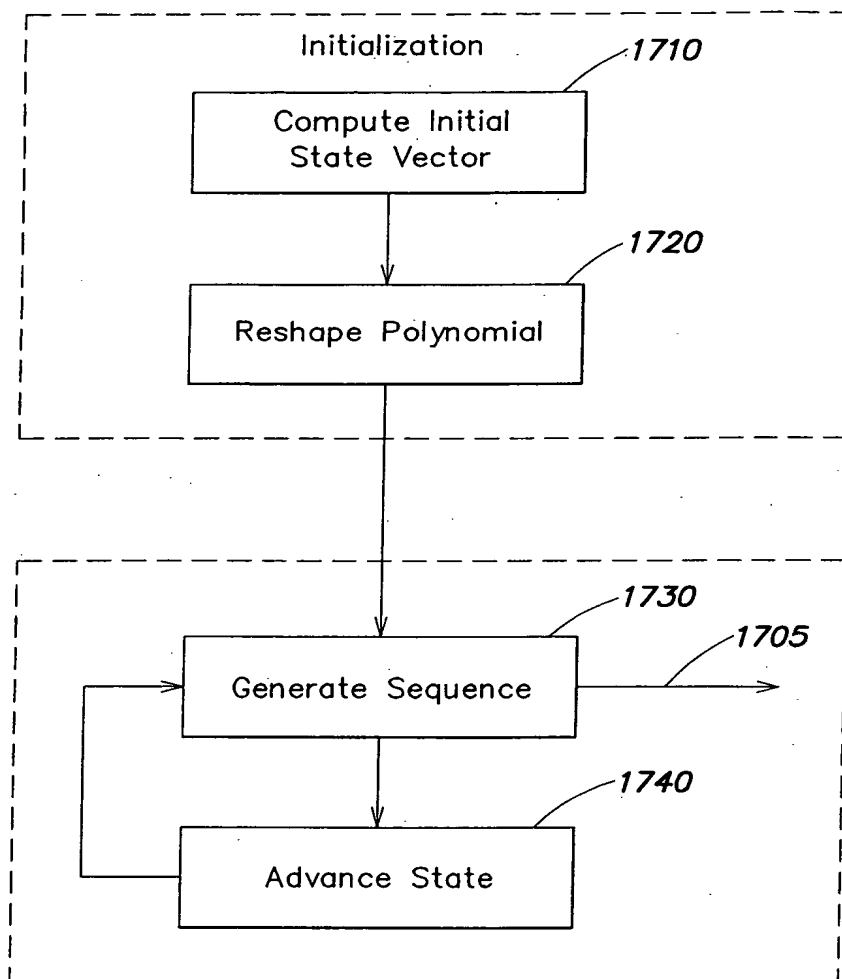 Initialization
1710
Compute Initial
State Vector
1720
Reshape Polynomial
1730
1705
Generate Sequence
1740
Advance State